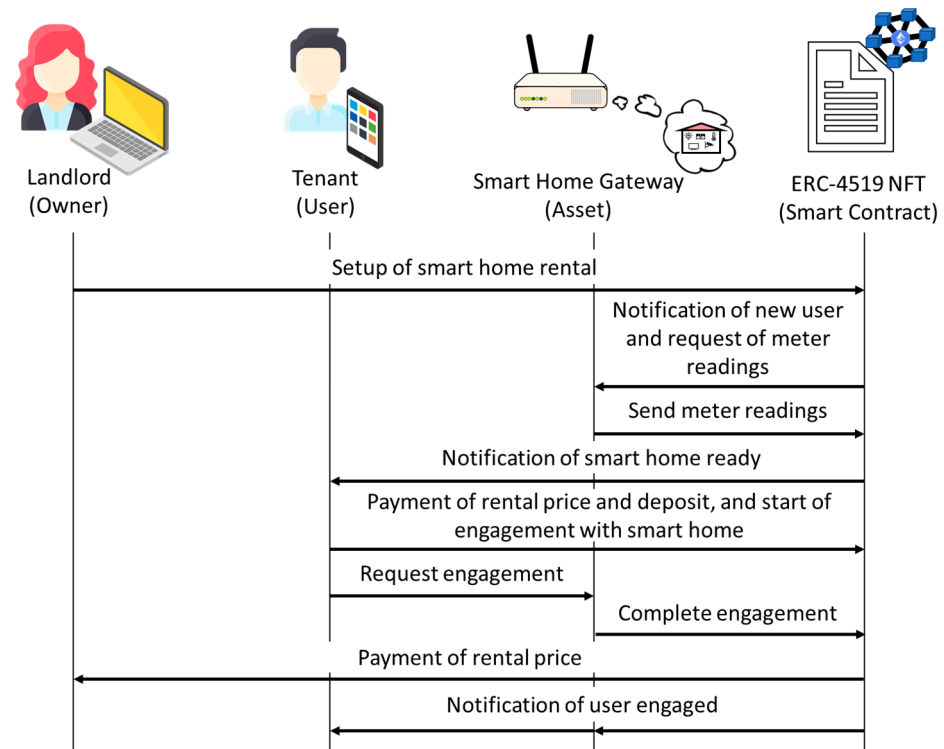 Landlord
(Owner)
Tenant
(User)
Smart Home Gateway
(Asset)
ERC-4519 NFT
(Smart Contract)
Setup of smart home rental
Notification of new user
and request of meter
readings
Send meter readings
Notification of smart home ready
Payment of rental price and deposit, and start of
engagement with smart home
Request engagement
Complete engagement
Payment of rental price
Notification of user engaged